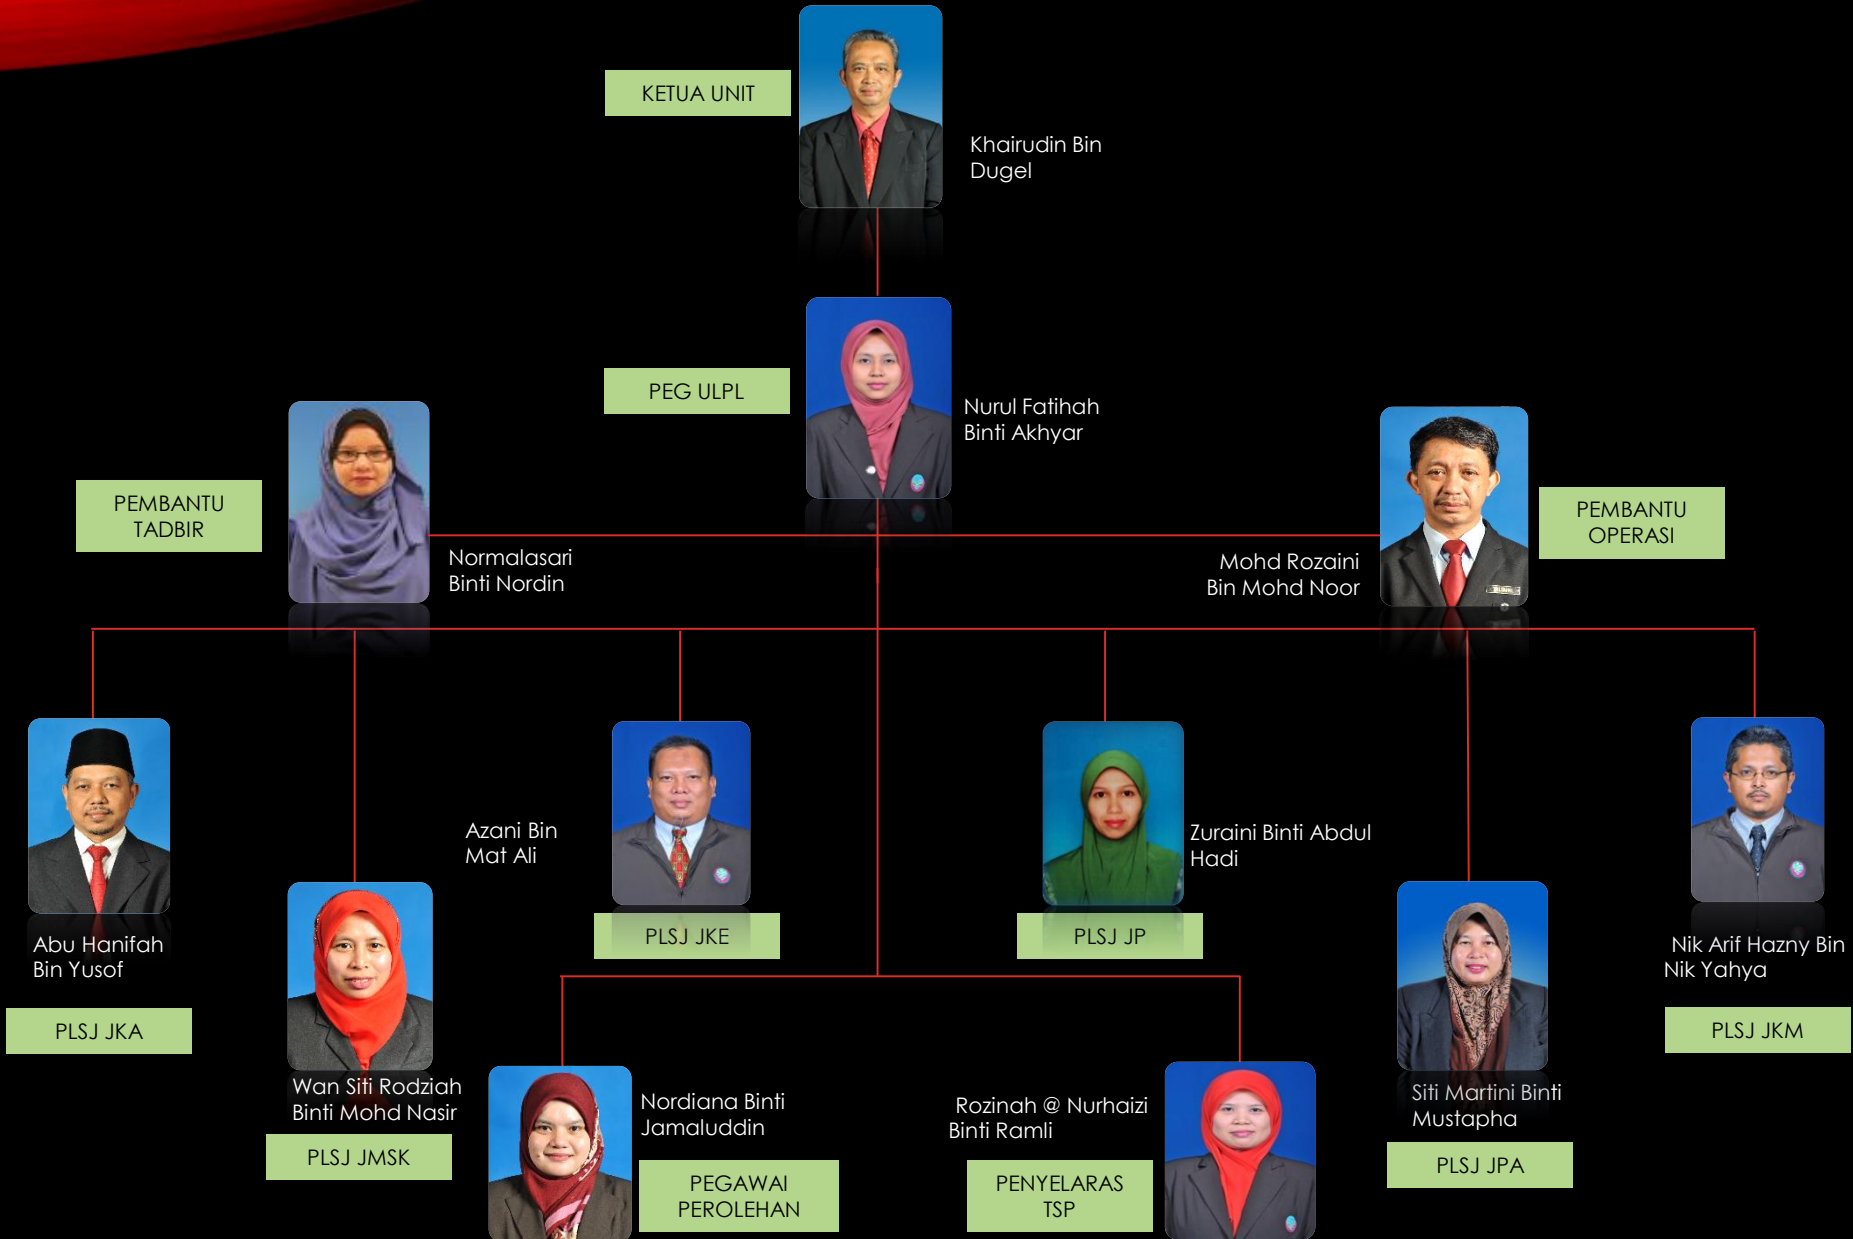 KETUA UNIT
Khairudin Bin
Dugel
PEG ULPL
Nurul Fatihah
Binti Akhyar
PEMBANTU
TADBIR
Normalasari
Binti Nordin
Mohd Rozaini
Bin Mohd Noor
PEMBANTU
OPERASI
Abu Hanifah
Bin Yusof
PLSJ JKA
Wan Siti Rodziah
Binti Mohd Nasir
PLSJ JMSK
Azani Bin
Mat Ali
PLSJ JKE
Zuraini Binti Abdul
Hadi
PLSJ JP
Siti Martini Binti
Mustapha
PLSJ JPA
Nik Arif Hazny Bin
Nik Yahya
PLSJ JKM
Nordiana Binti
Jamaluddin
PEGAWAI
PEROLEHAN
Rozinah @ Nurhaizi
Binti Ramli
PENYELARAS
TSP